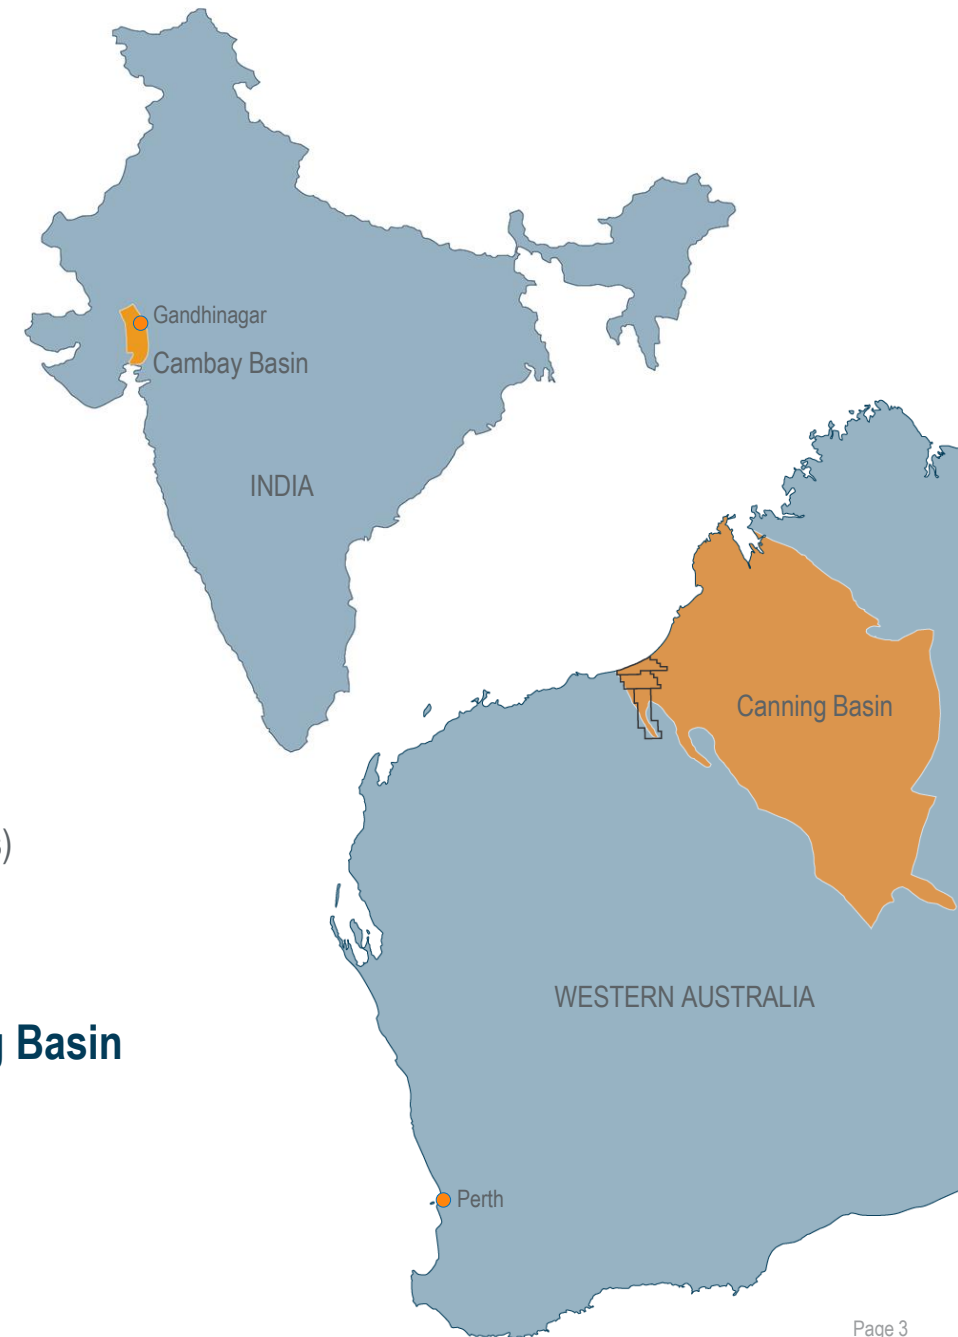 Gandhinagar
Cambay Basin
INDIA
Canning Basin
)
WESTERN AUSTRALIA
Basin
Perth
Page 3